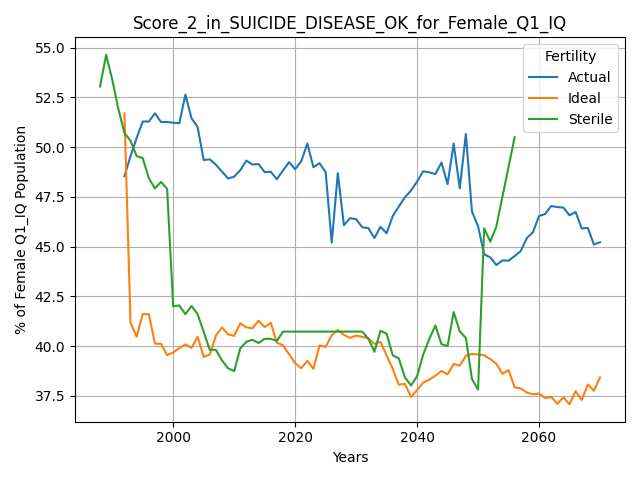 Score_2_in_SUICIDE_DISEASE_OK_for_Female_Q1_IQ
% of Female Q1_IQ Population
55.0
52.5
50.0
47.5
45.0
42.5
40.0
37.5
Fertility
Actual
Ideal
Sterile
2000
2020
2040
2060
Years